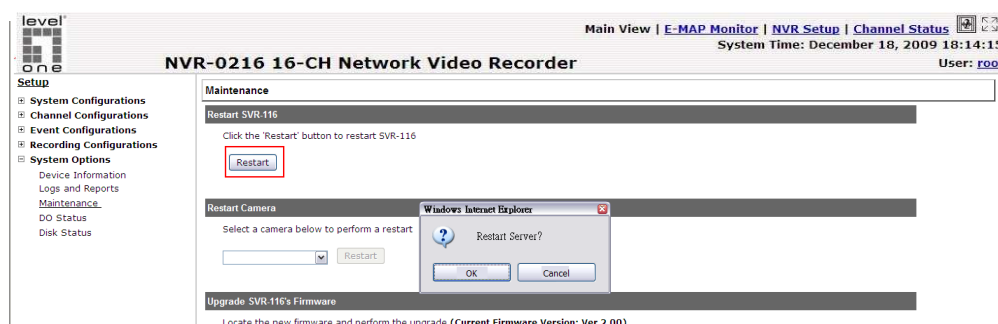 level
one
Main View | E-MAP Monitor | NVR Setup | Channel Status
System Time: December 18, 2009 18:14:15
NVR-0216 16-CH Network Video Recorder
User: roo
Setup
System Configurations
Channel Configurations
Event Configurations
Recording Configurations
System Options
Device Information
Logs and Reports
Maintenance
DO Status
Disk Status
Maintenance
Restart SVR-116
Click the 'Restart' button to restart SVR-116
Restart
Restart Camera
Select a camera below to perform a restart
Restart
Windows Internet Explorer
Restart Server?
OK
Cancel
Upgrade SVR-116's Firmware
Locate the new firmware and perform the upgrade (Current Firmware Version: Ver 2.00)